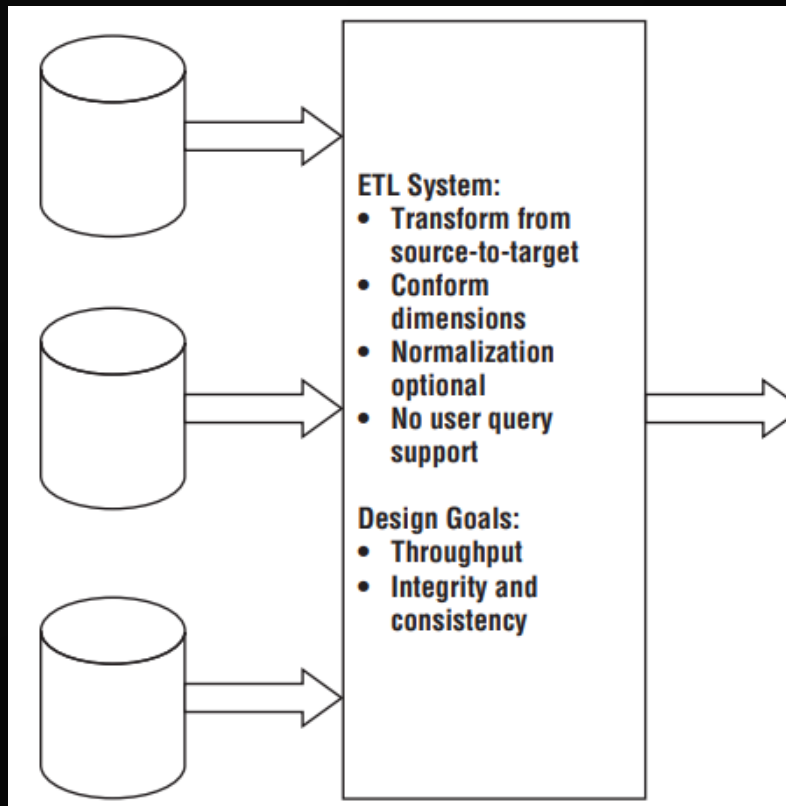 ETL System:
• Transform from
source-to-target
• Conform
dimensions
• Normalization
optional
• No user query
support
Design Goals:
• Throughput
• Integrity and
consistency